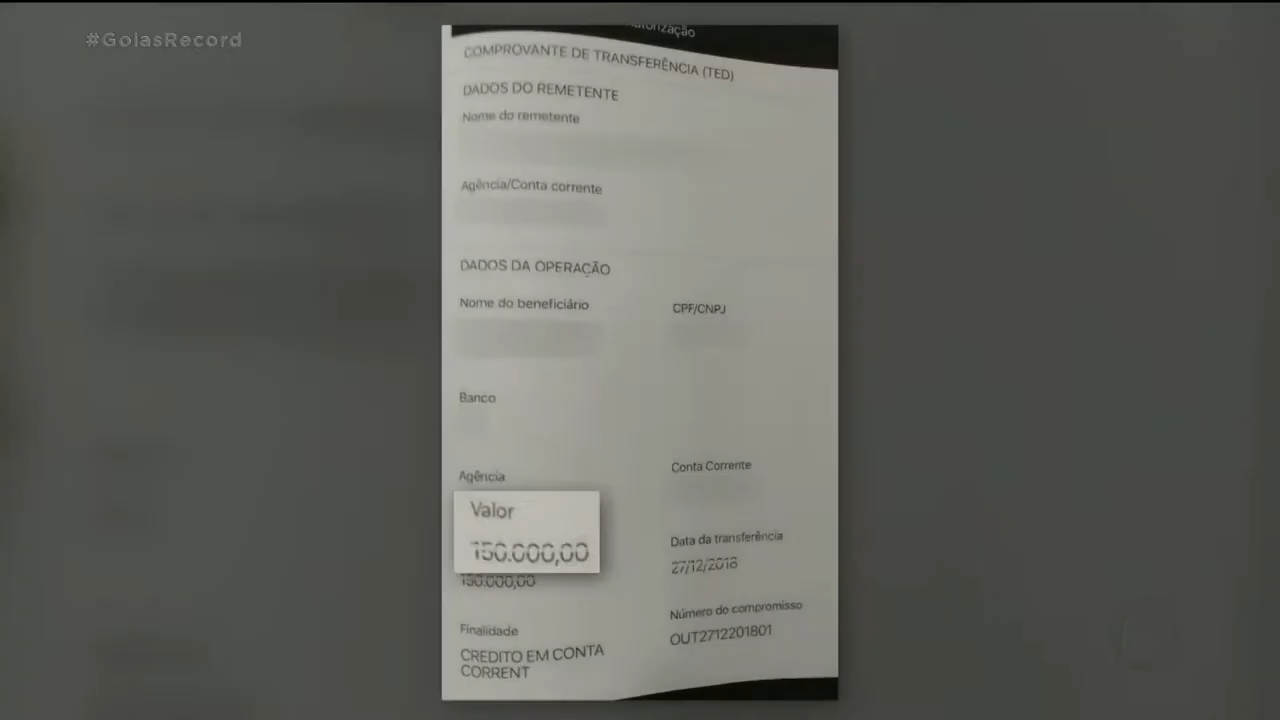 #GoiasRecord
COMPROVANTE DE TRANSFERÊNCIA (TED)
DADOS DO REMETENTE
Nome do remetente
Agência/Conta corrente
DADOS DA OPERAÇÃO
Nome do beneficiário
CPF/CNPJ
Banco
Agência
Conta Corrente
Valor
150.000,00
150.000,00
Data da transferência
27/12/2018
Finalidade
CREDITO EM CONTA
CORRENT
Número do compromisso
OUT2712201801